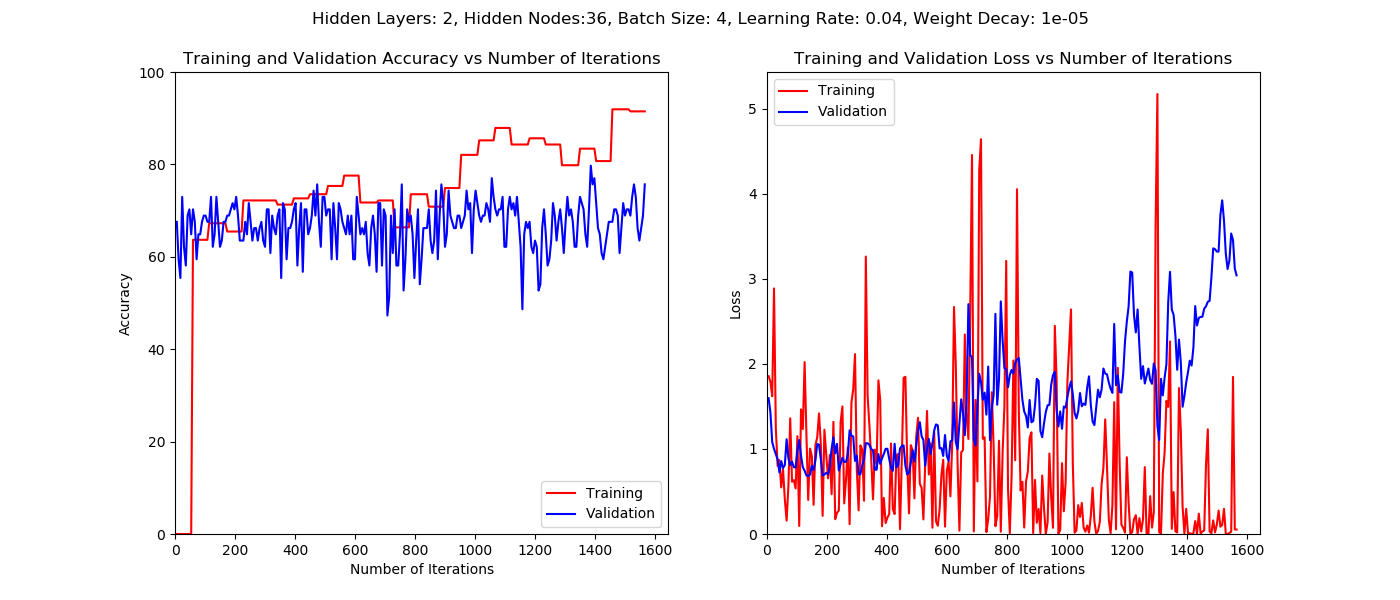 Hidden Layers: 2, Hidden Nodes:36, Batch Size: 4, Learning Rate: 0.04, Weight Decay: 1e-05
Training and Validation Accuracy vs Number of Iterations
100
80
60
40
20
0
Accuracy
0 200 400 600 800 1000 1200 1400 1600
Number of Iterations
Training
Validation
Training and Validation Loss vs Number of Iterations
5
4
3
2
1
0
Loss
0 200 400 600 800 1000 1200 1400 1600
Number of Iterations
Training
Validation